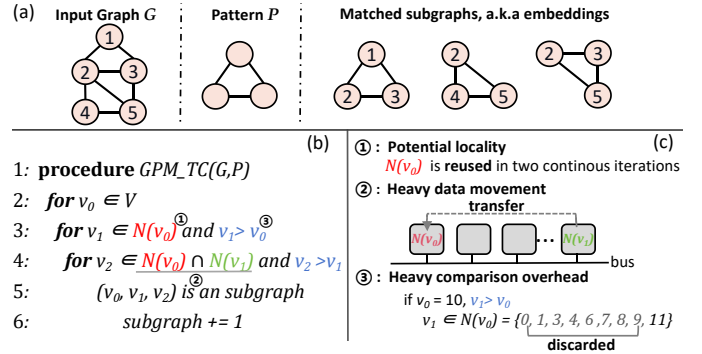 (a)
Input Graph G
Pattern P
Matched subgraphs, a.k.a embeddings
1
2 3
4 5
1
2 3
2
4 5
2 3
5
(b)
1: procedure GPM_TC(G,P)
2: for v₀ ∈ V
3: for v₁ ∈ N(v₀)① and v₁> v₀③
4: for v₂ ∈ N(v₀) ∩ N(v₁) and v₂ >v₁
②
5: (v₀, v₁, v₂) is an subgraph
6: subgraph += 1
(c)
①: Potential locality
N(v₀) is reused in two continous iterations
②: Heavy data movement
transfer
N(v₀) ... N(v₁)
bus
③: Heavy comparison overhead
if v₀ = 10, v₁> v₀
v₁ ∈ N(v₀) = {0, 1, 3, 4, 6 ,7, 8, 9, 11}
discarded